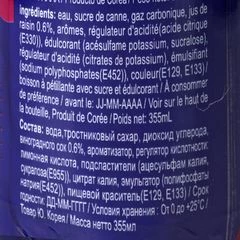 Ingrédients: eau, sucre de canne, gaz carbonique, jus de
raisin 0.6%, arômes, régulateur d'acidité(acide citrique
(E330)), édulcorant (acésulfame potassium, sucralose),
régulateur d'acidité (citrates de potassium), émulsifiant
(sodium polyphosphates(E452)), couleur(E129, E133)/
boisson à pétillante avec sucre et édulcorant / À consommer
de préférence avant le: JJ-MM-AAAA / Voir sur le haut de
la bouteille, Produit de Corée / Poids net: 355mL
Состав: вода,тростниковый сахар, диоксид углерода,
виноградного сок 0.6%, ароматизатор, регулятор кислотности:
лимонная кислота, подсластители (ацесульфам калия,
сукралоза(E955)), цитрат калия, эмульгатор (полифосфаты
натрия(E452)), пищевой краситель(E129, E133) / Срок
годности: ДД-ММ-ГГГГ / Условия хранения : От 0 до +25°C/
Товар Ю. Корея / Масса нетто 355мл